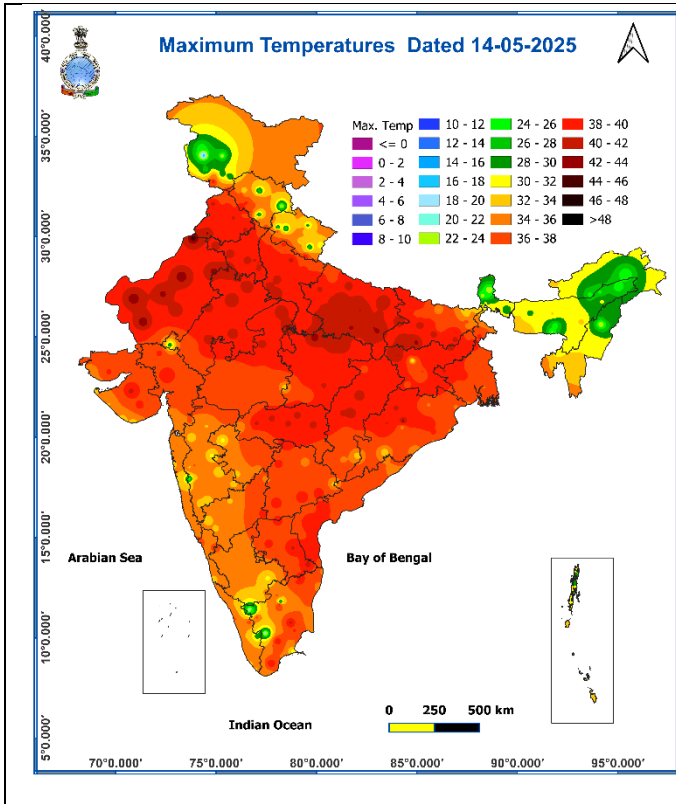 Maximum Temperatures Dated 14-05-2025
Max. Temp
<= 0
0 - 2
2 - 4
4 - 6
6 - 8
8 - 10
10 - 12
12 - 14
14 - 16
16 - 18
18 - 20
20 - 22
22 - 24
24 - 26
26 - 28
28 - 30
30 - 32
32 - 34
34 - 36
36 - 38
38 - 40
40 - 42
42 - 44
44 - 46
46 - 48
>48
40°0.000'
35°0.000'
30°0.000'
25°0.000'
20°0.000'
15°0.000'
10°0.000'
5°0.000'
Arabian Sea
Bay of Bengal
Indian Ocean
0 250 500 km
70°0.000' 75°0.000' 80°0.000' 85°0.000' 90°0.000' 95°0.000'